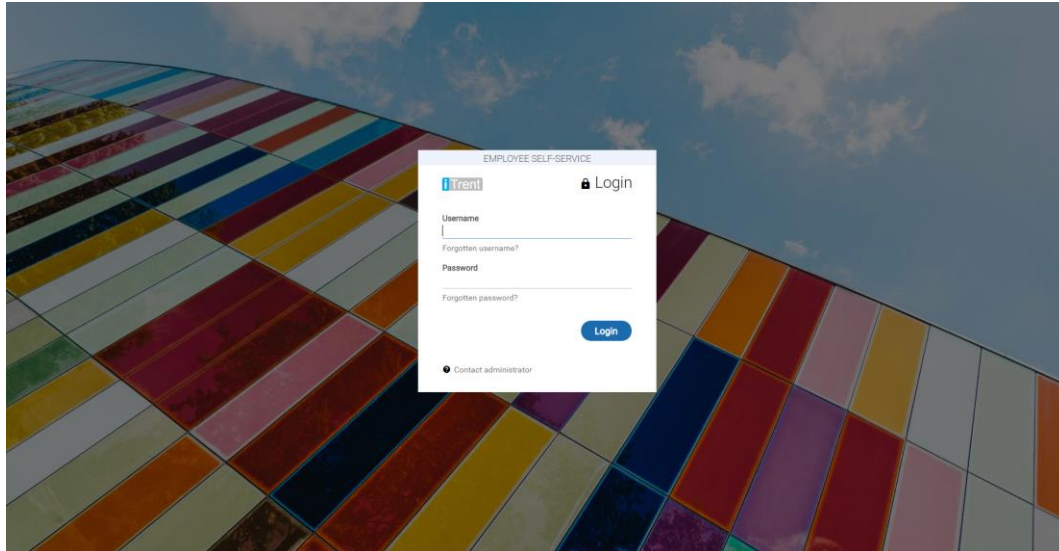 EMPLOYEE SELF-SERVICE
iTrent
Login
Username
Forgotten username?
Password
Forgotten password?
Login
Contact administrator